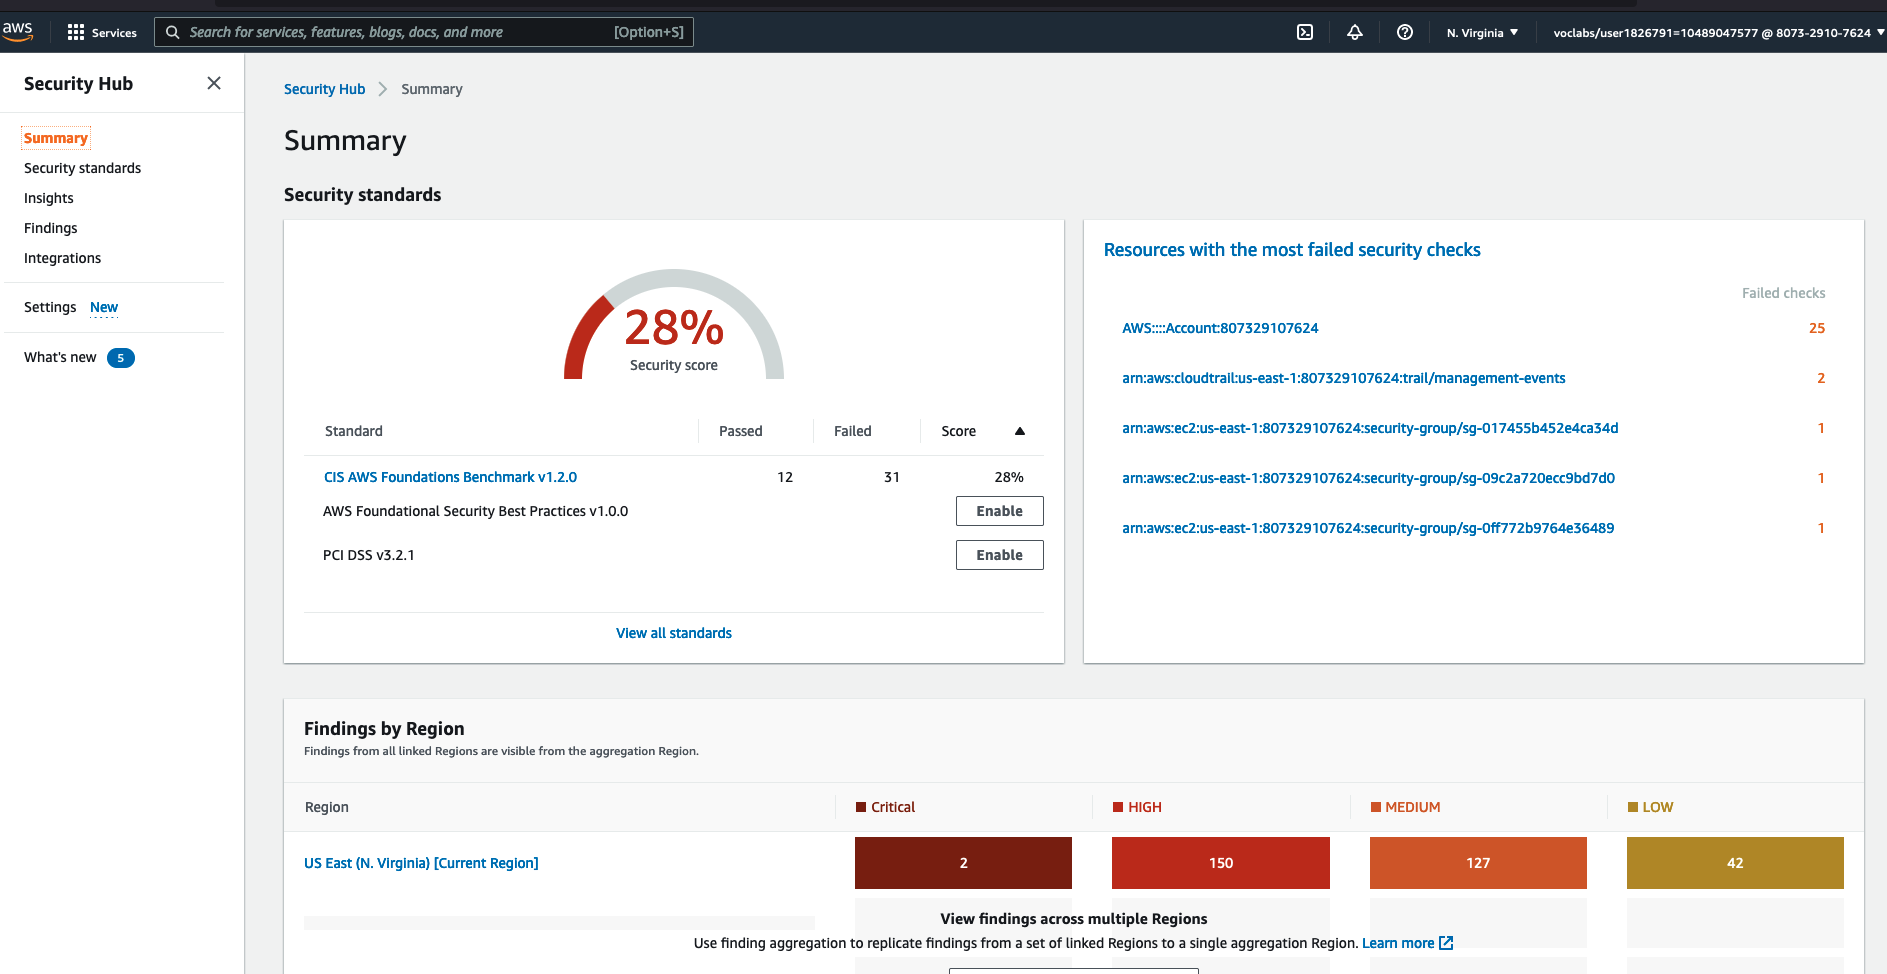 aws
Services
Search for services, features, blogs, docs, and more
[Option+S]
N. Virginia ▼
voclabs/user1826791=10489047577 @ 8073-2910-7624 ▼
Security Hub
Summary
Security standards
Insights
Findings
Integrations
Settings New
What's new 5
Security Hub > Summary
Summary
Security standards
28%
Security score
Standard Passed Failed Score ▲
CIS AWS Foundations Benchmark v1.2.0 12 31 28%
AWS Foundational Security Best Practices v1.0.0 Enable
PCI DSS v3.2.1 Enable
View all standards
Resources with the most failed security checks
Failed checks
AWS::::Account:807329107624 25
arn:aws:cloudtrail:us-east-1:807329107624:trail/management-events 2
arn:aws:ec2:us-east-1:807329107624:security-group/sg-017455b452e4ca34d 1
arn:aws:ec2:us-east-1:807329107624:security-group/sg-09c2a720ecc9bd7d0 1
arn:aws:ec2:us-east-1:807329107624:security-group/sg-0ff772b9764e36489 1
Findings by Region
Findings from all linked Regions are visible from the aggregation Region.
Region Critical HIGH MEDIUM LOW
US East (N. Virginia) [Current Region] 2 150 127 42
View findings across multiple Regions
Use finding aggregation to replicate findings from a set of linked Regions to a single aggregation Region. Learn more